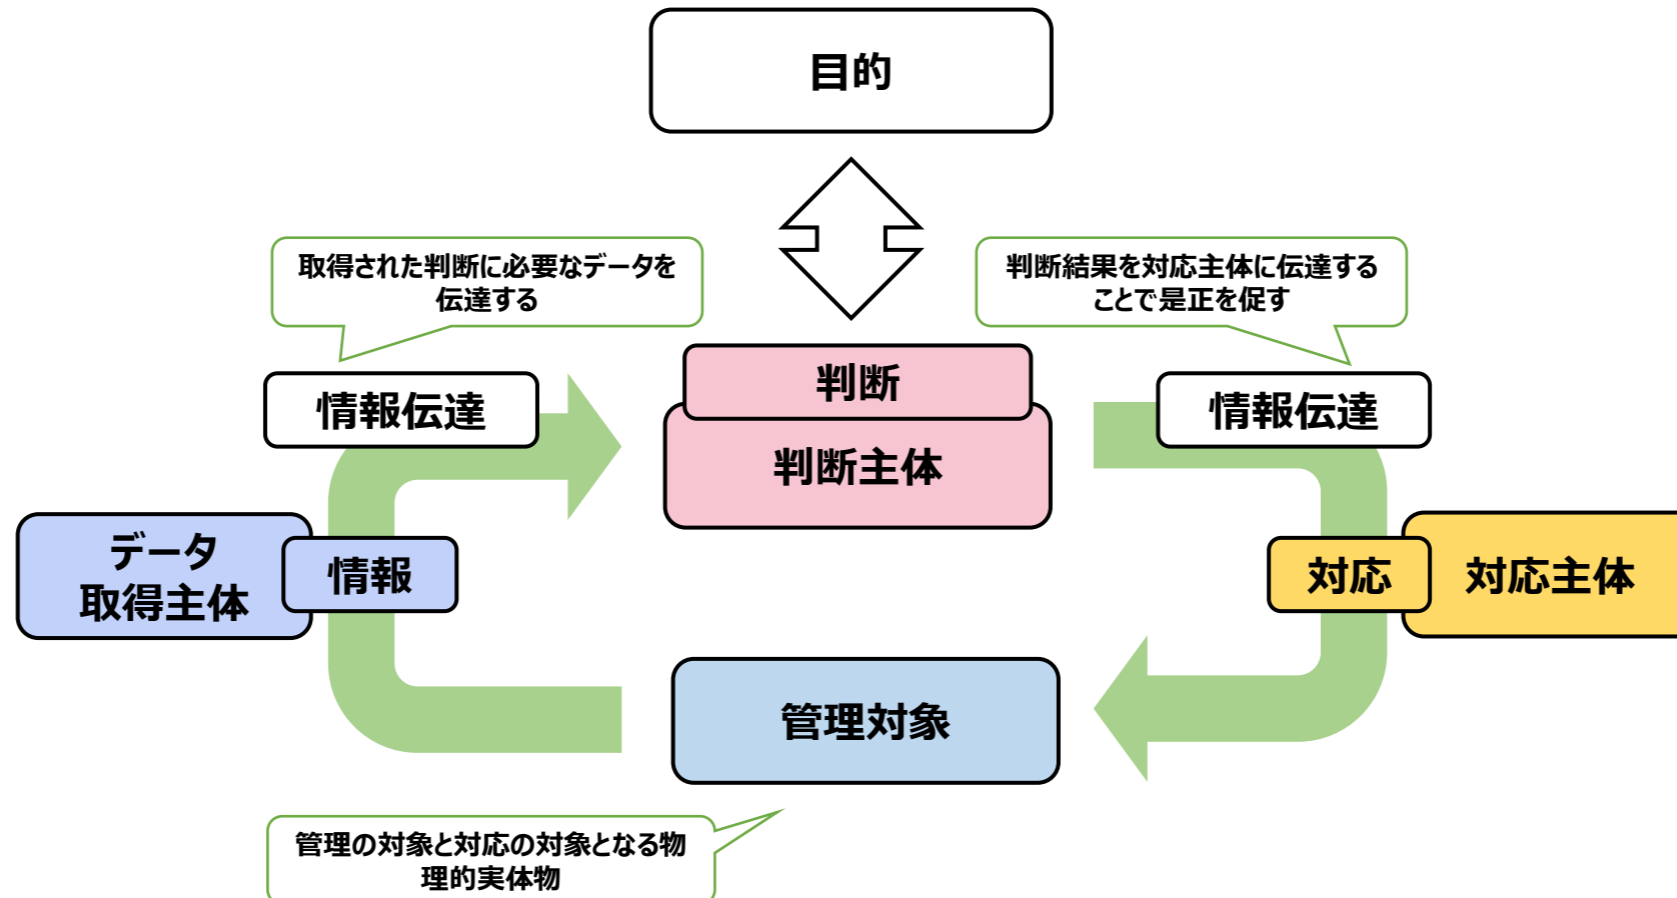 目的
取得された判断に必要なデータを
伝達する
判断結果を対応主体に伝達する
ことで是正を促す
情報伝達
判断
判断主体
情報伝達
データ
取得主体
情報
対応
対応主体
管理対象
管理の対象と対応の対象となる物
理的実体物